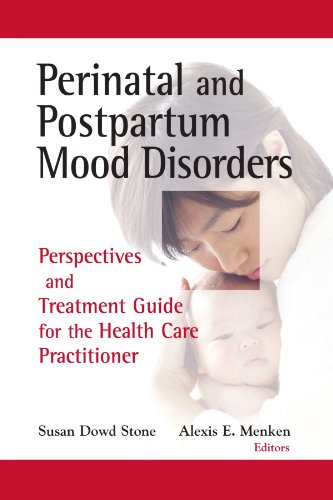 Perinatal and
Postpartum
Mood Disorders
Perspectives
and
Treatment Guide
for the Health Care
Practitioner
Susan Dowd Stone Alexis E. Menken
Editors